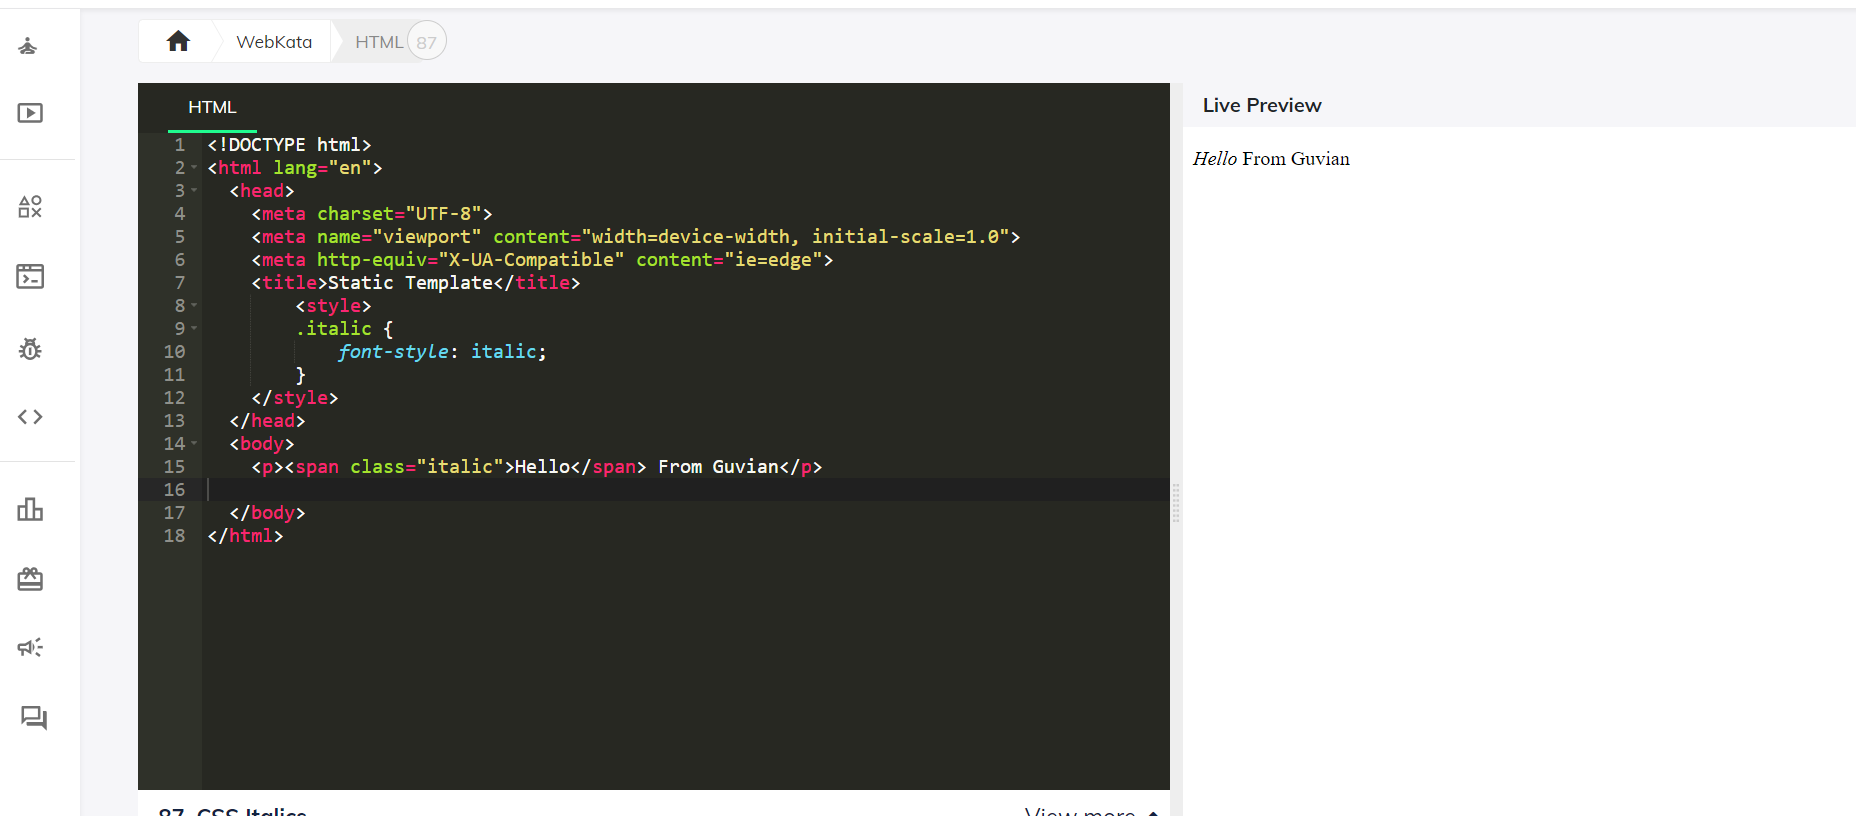 WebKata
HTML 87
HTML
Live Preview
1 <!DOCTYPE html>
2 <html lang="en">
3 <head>
4 <meta charset="UTF-8">
5 <meta name="viewport" content="width=device-width, initial-scale=1.0">
6 <meta http-equiv="X-UA-Compatible" content="ie=edge">
7 <title>Static Template</title>
8 <style>
9 .italic {
10 font-style: italic;
11 }
12 </style>
13 </head>
14 <body>
15 <p><span class="italic">Hello</span> From Guvian</p>
16
17 </body>
18 </html>
Hello From Guvian
87. CSS Italics
View more